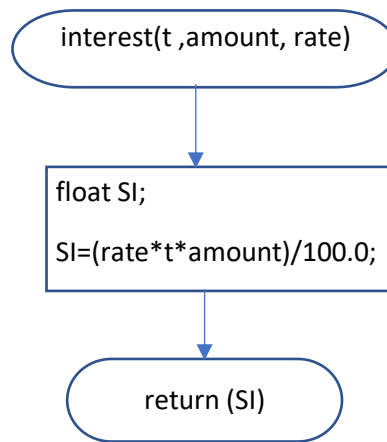 interest(t ,amount, rate)
float SI;
SI=(rate*t*amount)/100.0;
return (SI)